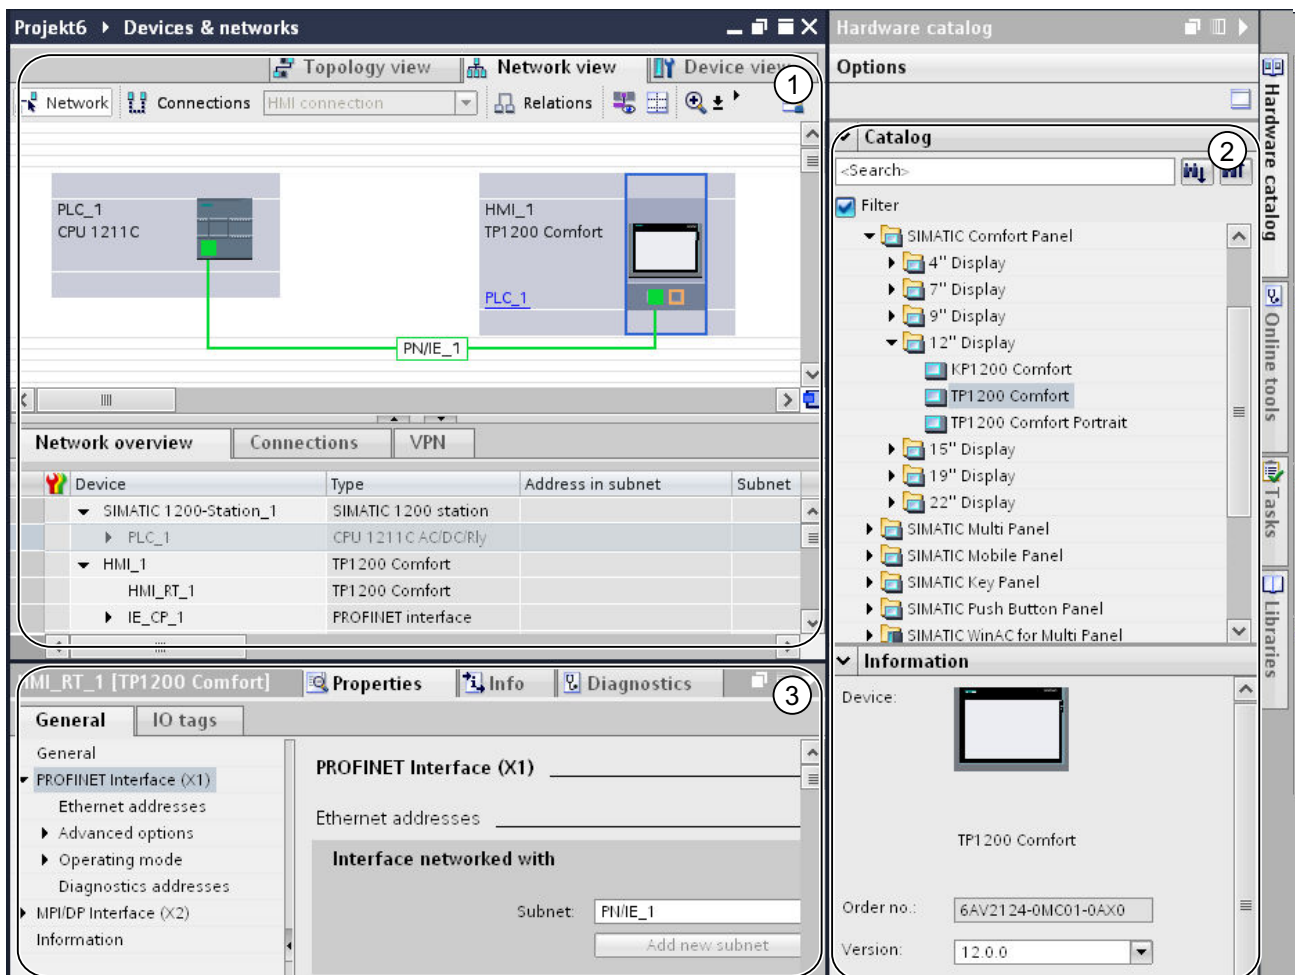 Projekt6 ▸ Devices & networks
Topology view Network view Device view
1
Network Connections HMI connection Relations
PLC_1
CPU 1211C
HMI_1
TP1200 Comfort
PLC_1
PN/IE_1
Network overview Connections VPN
Device Type Address in subnet Subnet
SIMATIC 1200-Station_1 SIMATIC 1200 station
PLC_1 CPU 1211C AC/DC/Rly
HMI_1 TP1200 Comfort
HMI_RT_1 TP1200 Comfort
IE_CP_1 PROFINET interface
HMI_RT_1 [TP1200 Comfort] Properties Info Diagnostics
3
General IO tags
General
PROFINET Interface (X1)
Ethernet addresses
Advanced options
Operating mode
Diagnostics addresses
MPI/DP Interface (X2)
Information
PROFINET Interface (X1)
Ethernet addresses
Interface networked with
Subnet: PN/IE_1
Add new subnet
Hardware catalog
Options
Catalog
2
<Search>
Filter
SIMATIC Comfort Panel
4" Display
7" Display
9" Display
12" Display
KP1200 Comfort
TP1200 Comfort
TP1200 Comfort Portrait
15" Display
19" Display
22" Display
SIMATIC Multi Panel
SIMATIC Mobile Panel
SIMATIC Key Panel
SIMATIC Push Button Panel
SIMATIC WinAC for Multi Panel
Information
Device:
TP1200 Comfort
Order no.: 6AV2124-0MC01-0AX0
Version: 12.0.0
Hardware catalog
Online tools
Tasks
Libraries